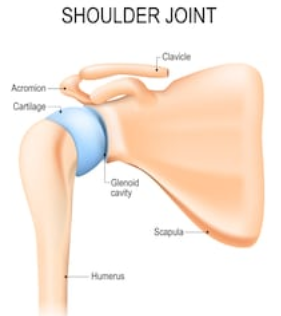 SHOULDER JOINT
Clavicle
Acromion
Cartilage
Glenoid
cavity
Scapula
Humerus